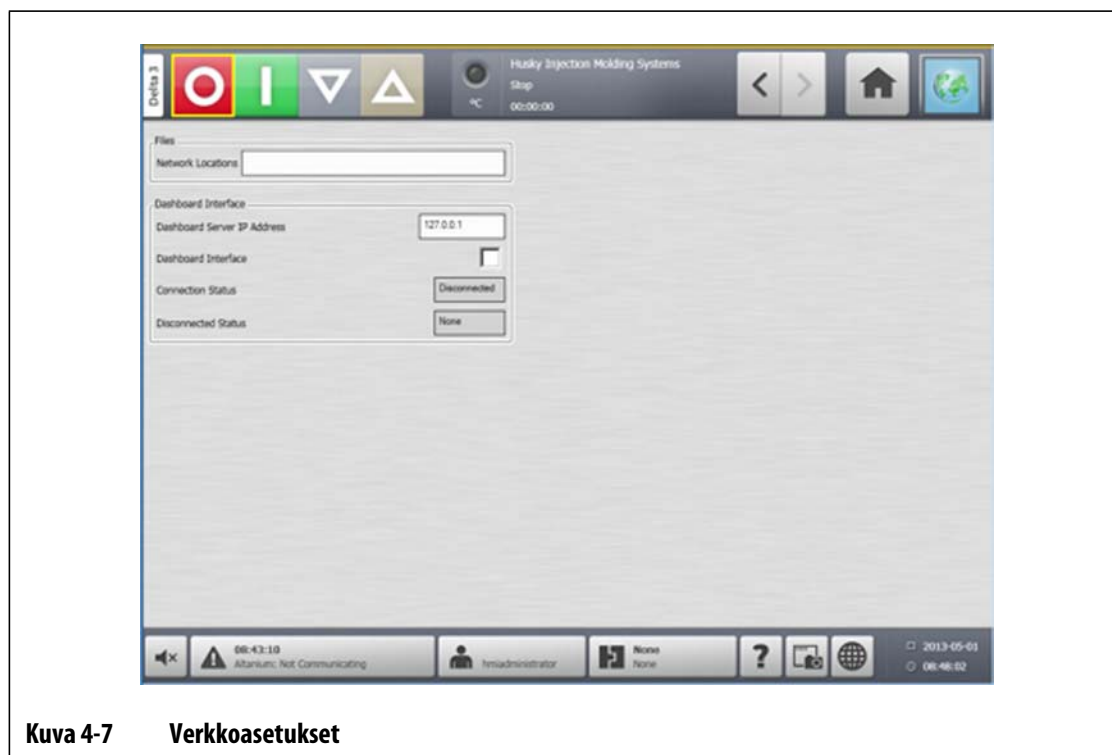 Delta 3
Husky Injection Molding Systems
Stop
°C
00:00:00
Files
Network Locations
Dashboard Interface
Dashboard Server IP Address
127.0.0.1
Dashboard Interface
Connection Status
Disconnected
Disconnected Status
None
08:43:10
Altanium: Not Communicating
hmiadministrator
None
None
?
2013-05-01
08:48:02
Kuva 4-7 Verkkoasetukset